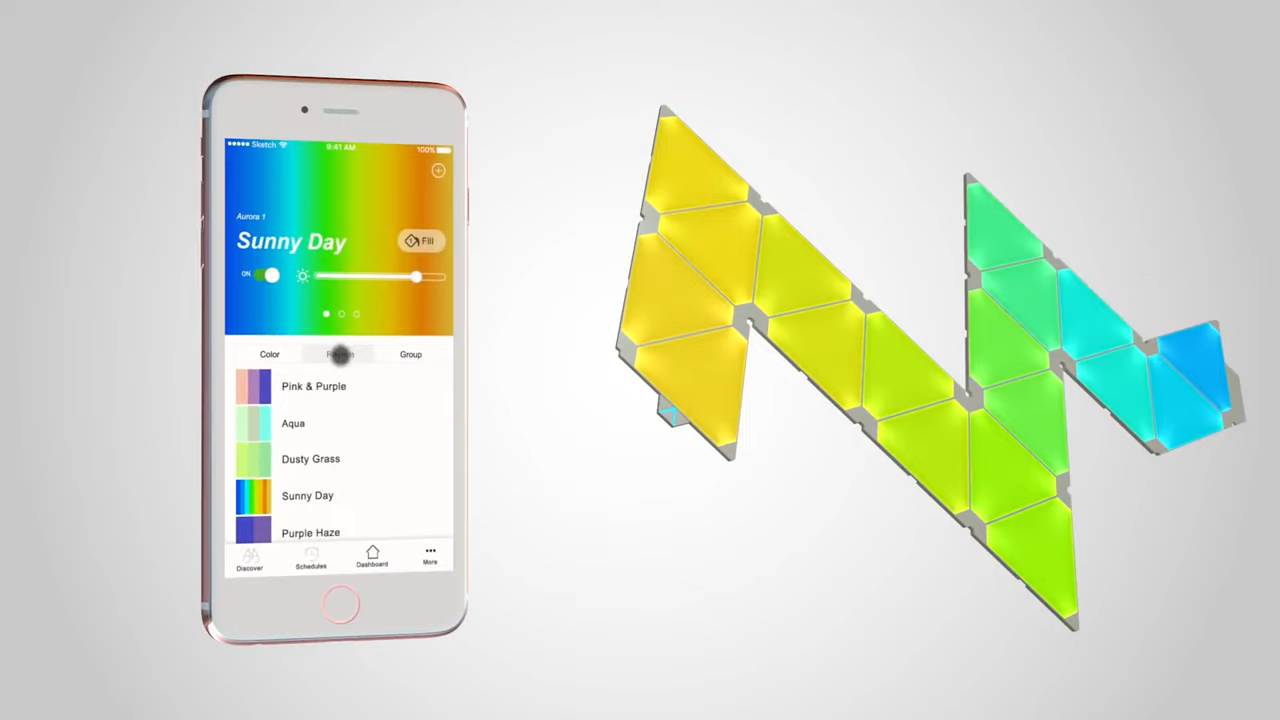 Sketch 9:41 AM 100%
Aurora 1
Sunny Day
Fill
ON
Color Group
Pink & Purple
Aqua
Dusty Grass
Sunny Day
Purple Haze
Discover Schedules Dashboard More